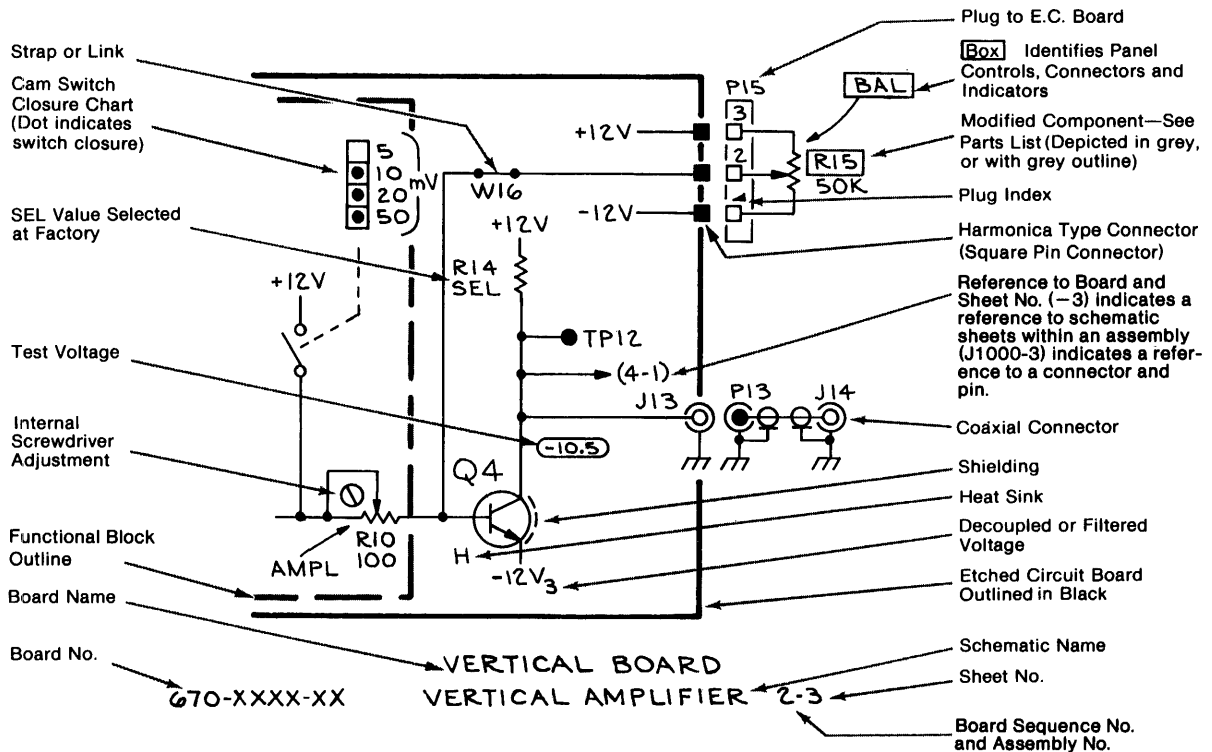 Strap or Link
Cam Switch
Closure Chart
(Dot indicates
switch closure)
SEL Value Selected
at Factory
Test Voltage
Internal
Screwdriver
Adjustment
Functional Block
Outline
Board Name
Board No.
5
10
20
50
mV
+12V
W16
+12V
R14
SEL
TP12
(4-1)
J13
-10.5
Q4
R10
100
AMPL
H
-12V3
+12V
-12V
P15
3
2
BAL
R15
50K
P13
J14
VERTICAL BOARD
670-XXXX-XX
VERTICAL AMPLIFIER 2-3
Plug to E.C. Board
Box Identifies Panel
Controls, Connectors and
Indicators
Modified Component—See
Parts List (Depicted in grey,
or with grey outline)
Plug Index
Harmonica Type Connector
(Square Pin Connector)
Reference to Board and
Sheet No. (–3) indicates a
reference to schematic
sheets within an assembly
(J1000-3) indicates a refer-
ence to a connector and
pin.
Coaxial Connector
Shielding
Heat Sink
Decoupled or Filtered
Voltage
Etched Circuit Board
Outlined in Black
Schematic Name
Sheet No.
Board Sequence No.
and Assembly No.